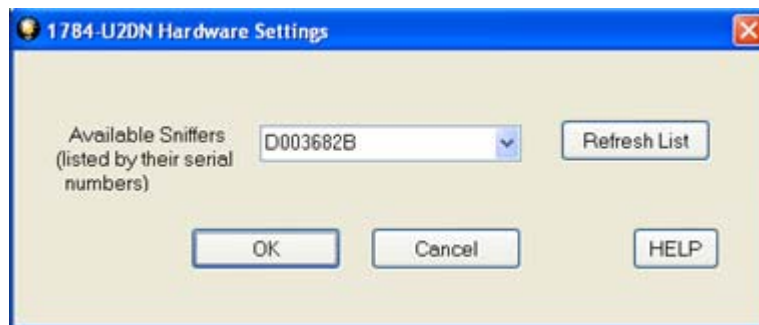 1784-U2DN Hardware Settings
Available Sniffers
(listed by their serial
numbers)
D003682B
Refresh List
OK
Cancel
HELP